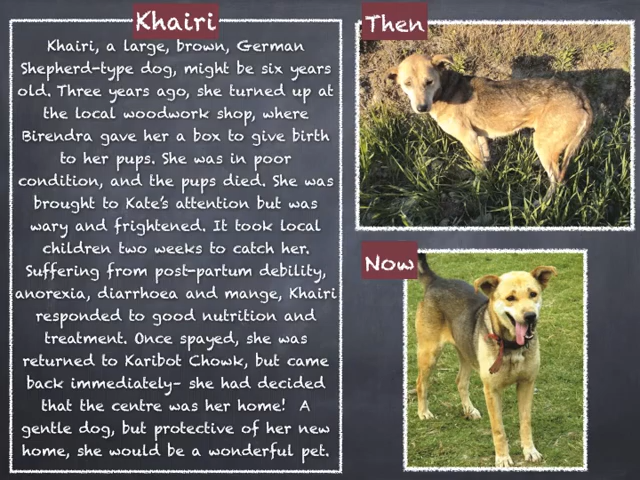 Khairi
Khairi, a large, brown, German
Shepherd-type dog, might be six years
old. Three years ago, she turned up at
the local woodwork shop, where
Birendra gave her a box to give birth
to her pups. She was in poor
condition, and the pups died. She was
brought to Kate's attention but was
wary and frightened. It took local
children two weeks to catch her.
Suffering from post-partum debility,
anorexia, diarrhoea and mange, Khairi
responded to good nutrition and
treatment. Once spayed, she was
returned to Karibot Chowk, but came
back immediately- she had decided
that the centre was her home! A
gentle dog, but protective of her new
home, she would be a wonderful pet.
Then
Now